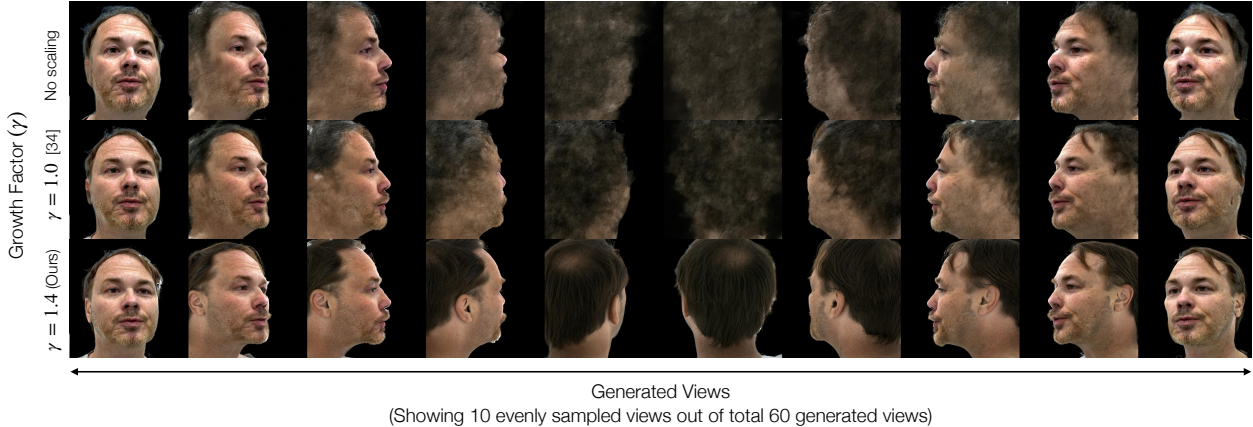 Growth Factor (γ)
No scaling
γ = 1.0 [34]
γ = 1.4 (Ours)
Generated Views
(Showing 10 evenly sampled views out of total 60 generated views)